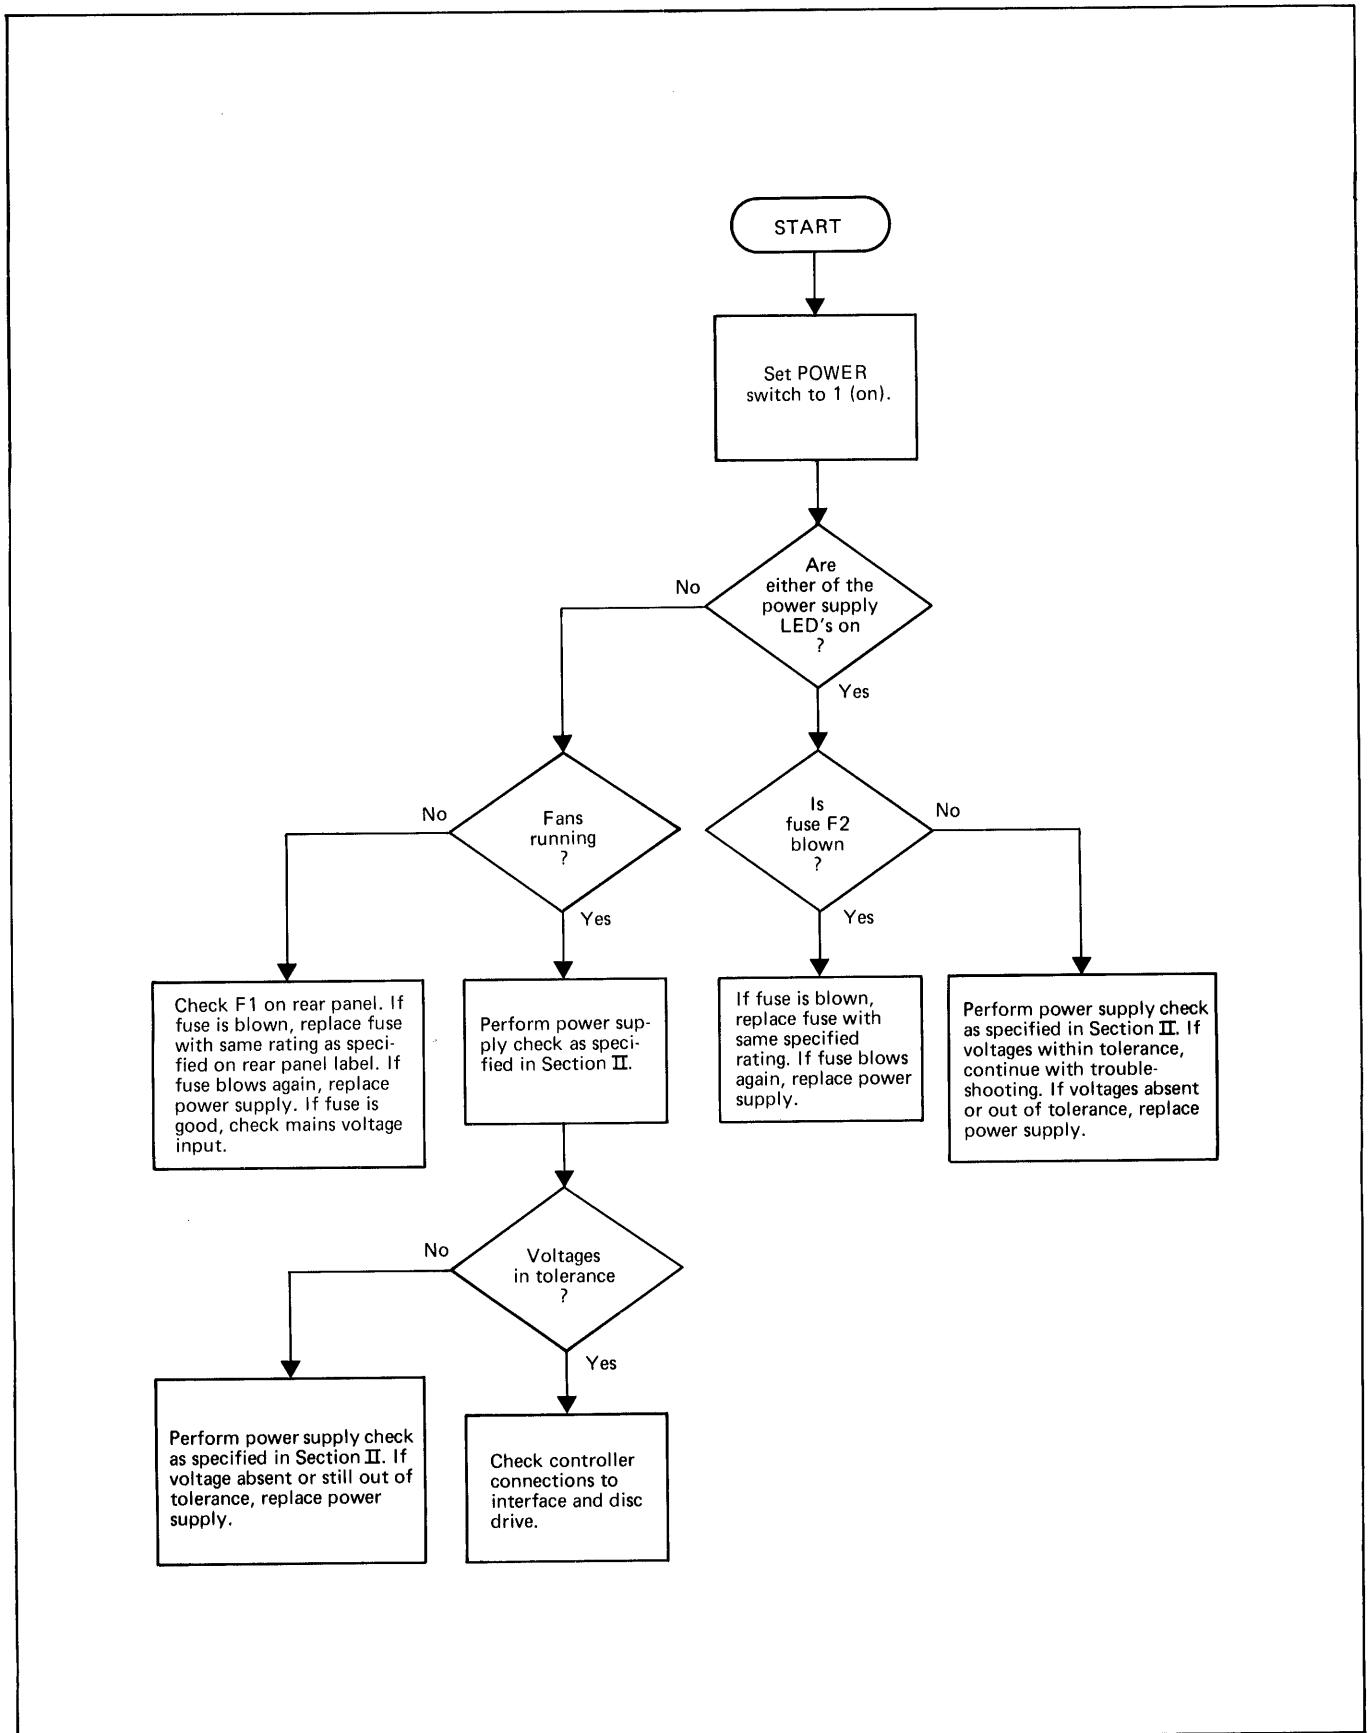 START
Set POWER
switch to 1 (on).
Are
either of the
power supply
LED's on
?
No
Yes
Fans
running
?
No
Yes
Is
fuse F2
blown
?
No
Yes
Check F1 on rear panel. If
fuse is blown, replace fuse
with same rating as speci-
fied on rear panel label. If
fuse blows again, replace
power supply. If fuse is
good, check mains voltage
input.
Perform power sup-
ply check as speci-
fied in Section II.
If fuse is blown,
replace fuse with
same specified
rating. If fuse blows
again, replace power
supply.
Perform power supply check
as specified in Section II. If
voltages within tolerance,
continue with trouble-
shooting. If voltages absent
or out of tolerance, replace
power supply.
Voltages
in tolerance
?
No
Yes
Perform power supply check
as specified in Section II. If
voltage absent or still out of
tolerance, replace power
supply.
Check controller
connections to
interface and disc
drive.